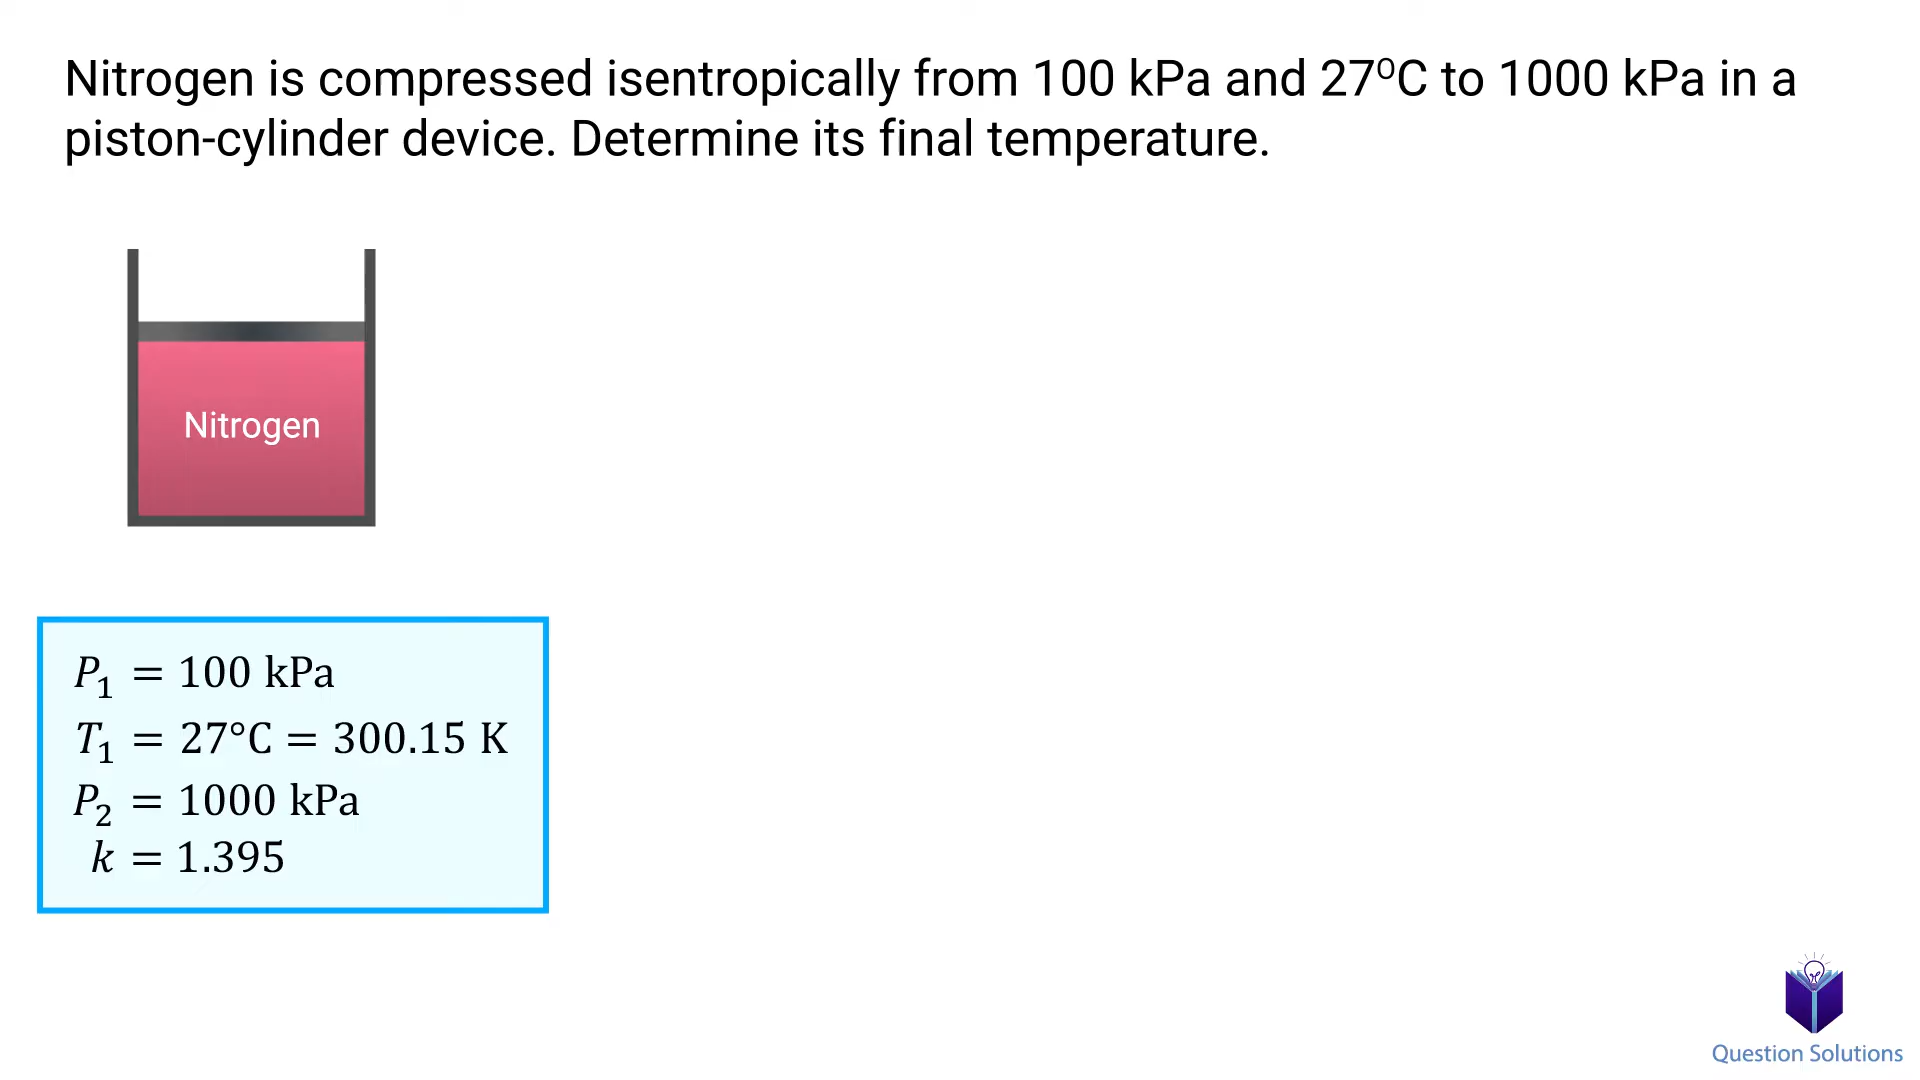 Nitrogen is compressed isentropically from 100 kPa and 27⁰C to 1000 kPa in a
piston-cylinder device. Determine its final temperature.
Nitrogen
P₁ = 100 kPa
T₁ = 27°C = 300.15 K
P₂ = 1000 kPa
k = 1.395
Question Solutions